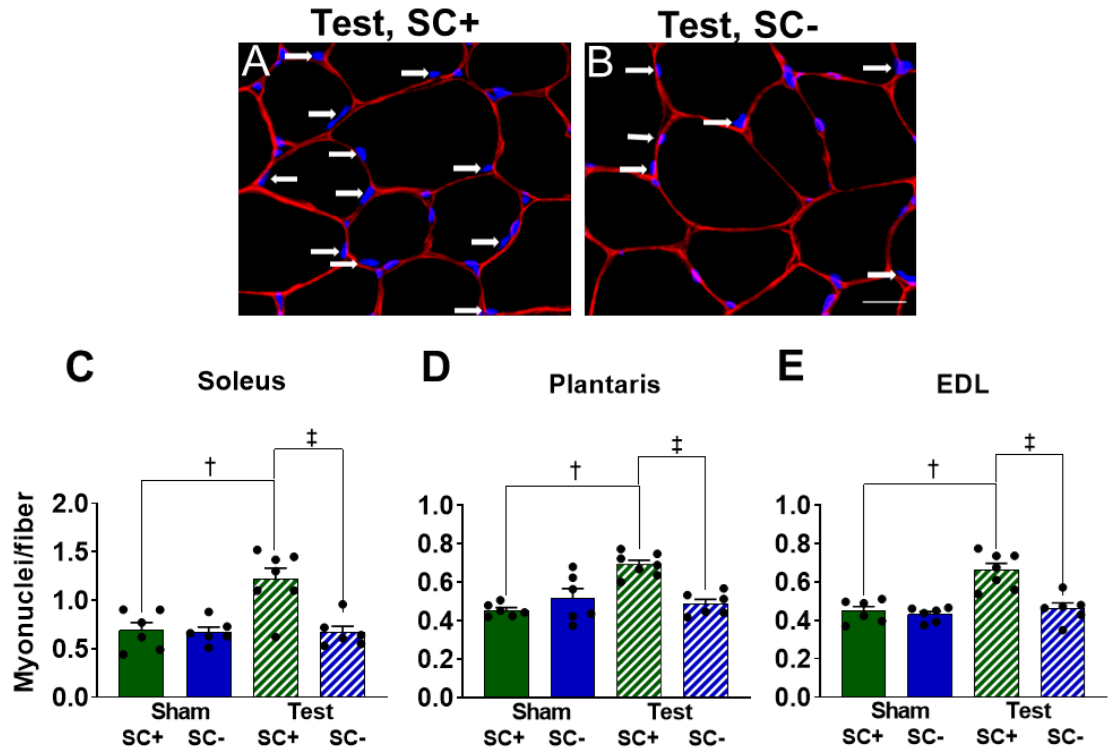 Test, SC+ Test, SC-
A B
C D E
Soleus Plantaris EDL
‡ ‡ ‡
† † †
Myonuclei/fiber
2.0
1.5
1.0
0.5
0.0
1.0
0.8
0.6
0.4
0.2
0.0
1.0
0.8
0.6
0.4
0.2
0.0
Sham Test Sham Test Sham Test
SC+ SC- SC+ SC- SC+ SC- SC+ SC- SC+ SC- SC+ SC-